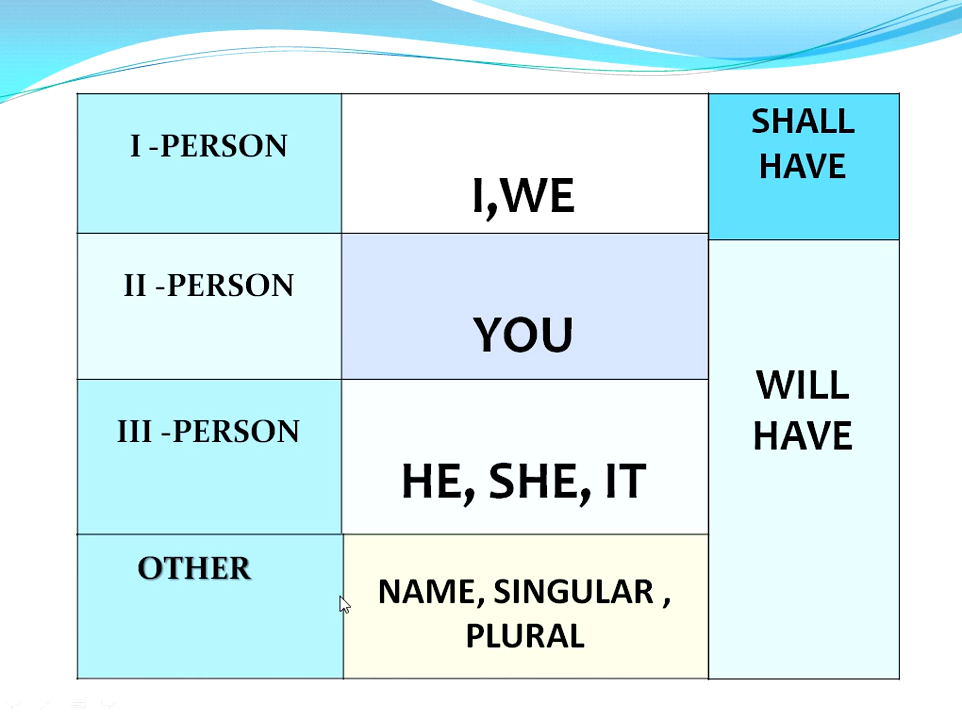 I -PERSON
I,WE
SHALL
HAVE
II -PERSON
YOU
WILL
HAVE
III -PERSON
HE, SHE, IT
OTHER
NAME, SINGULAR ,
PLURAL